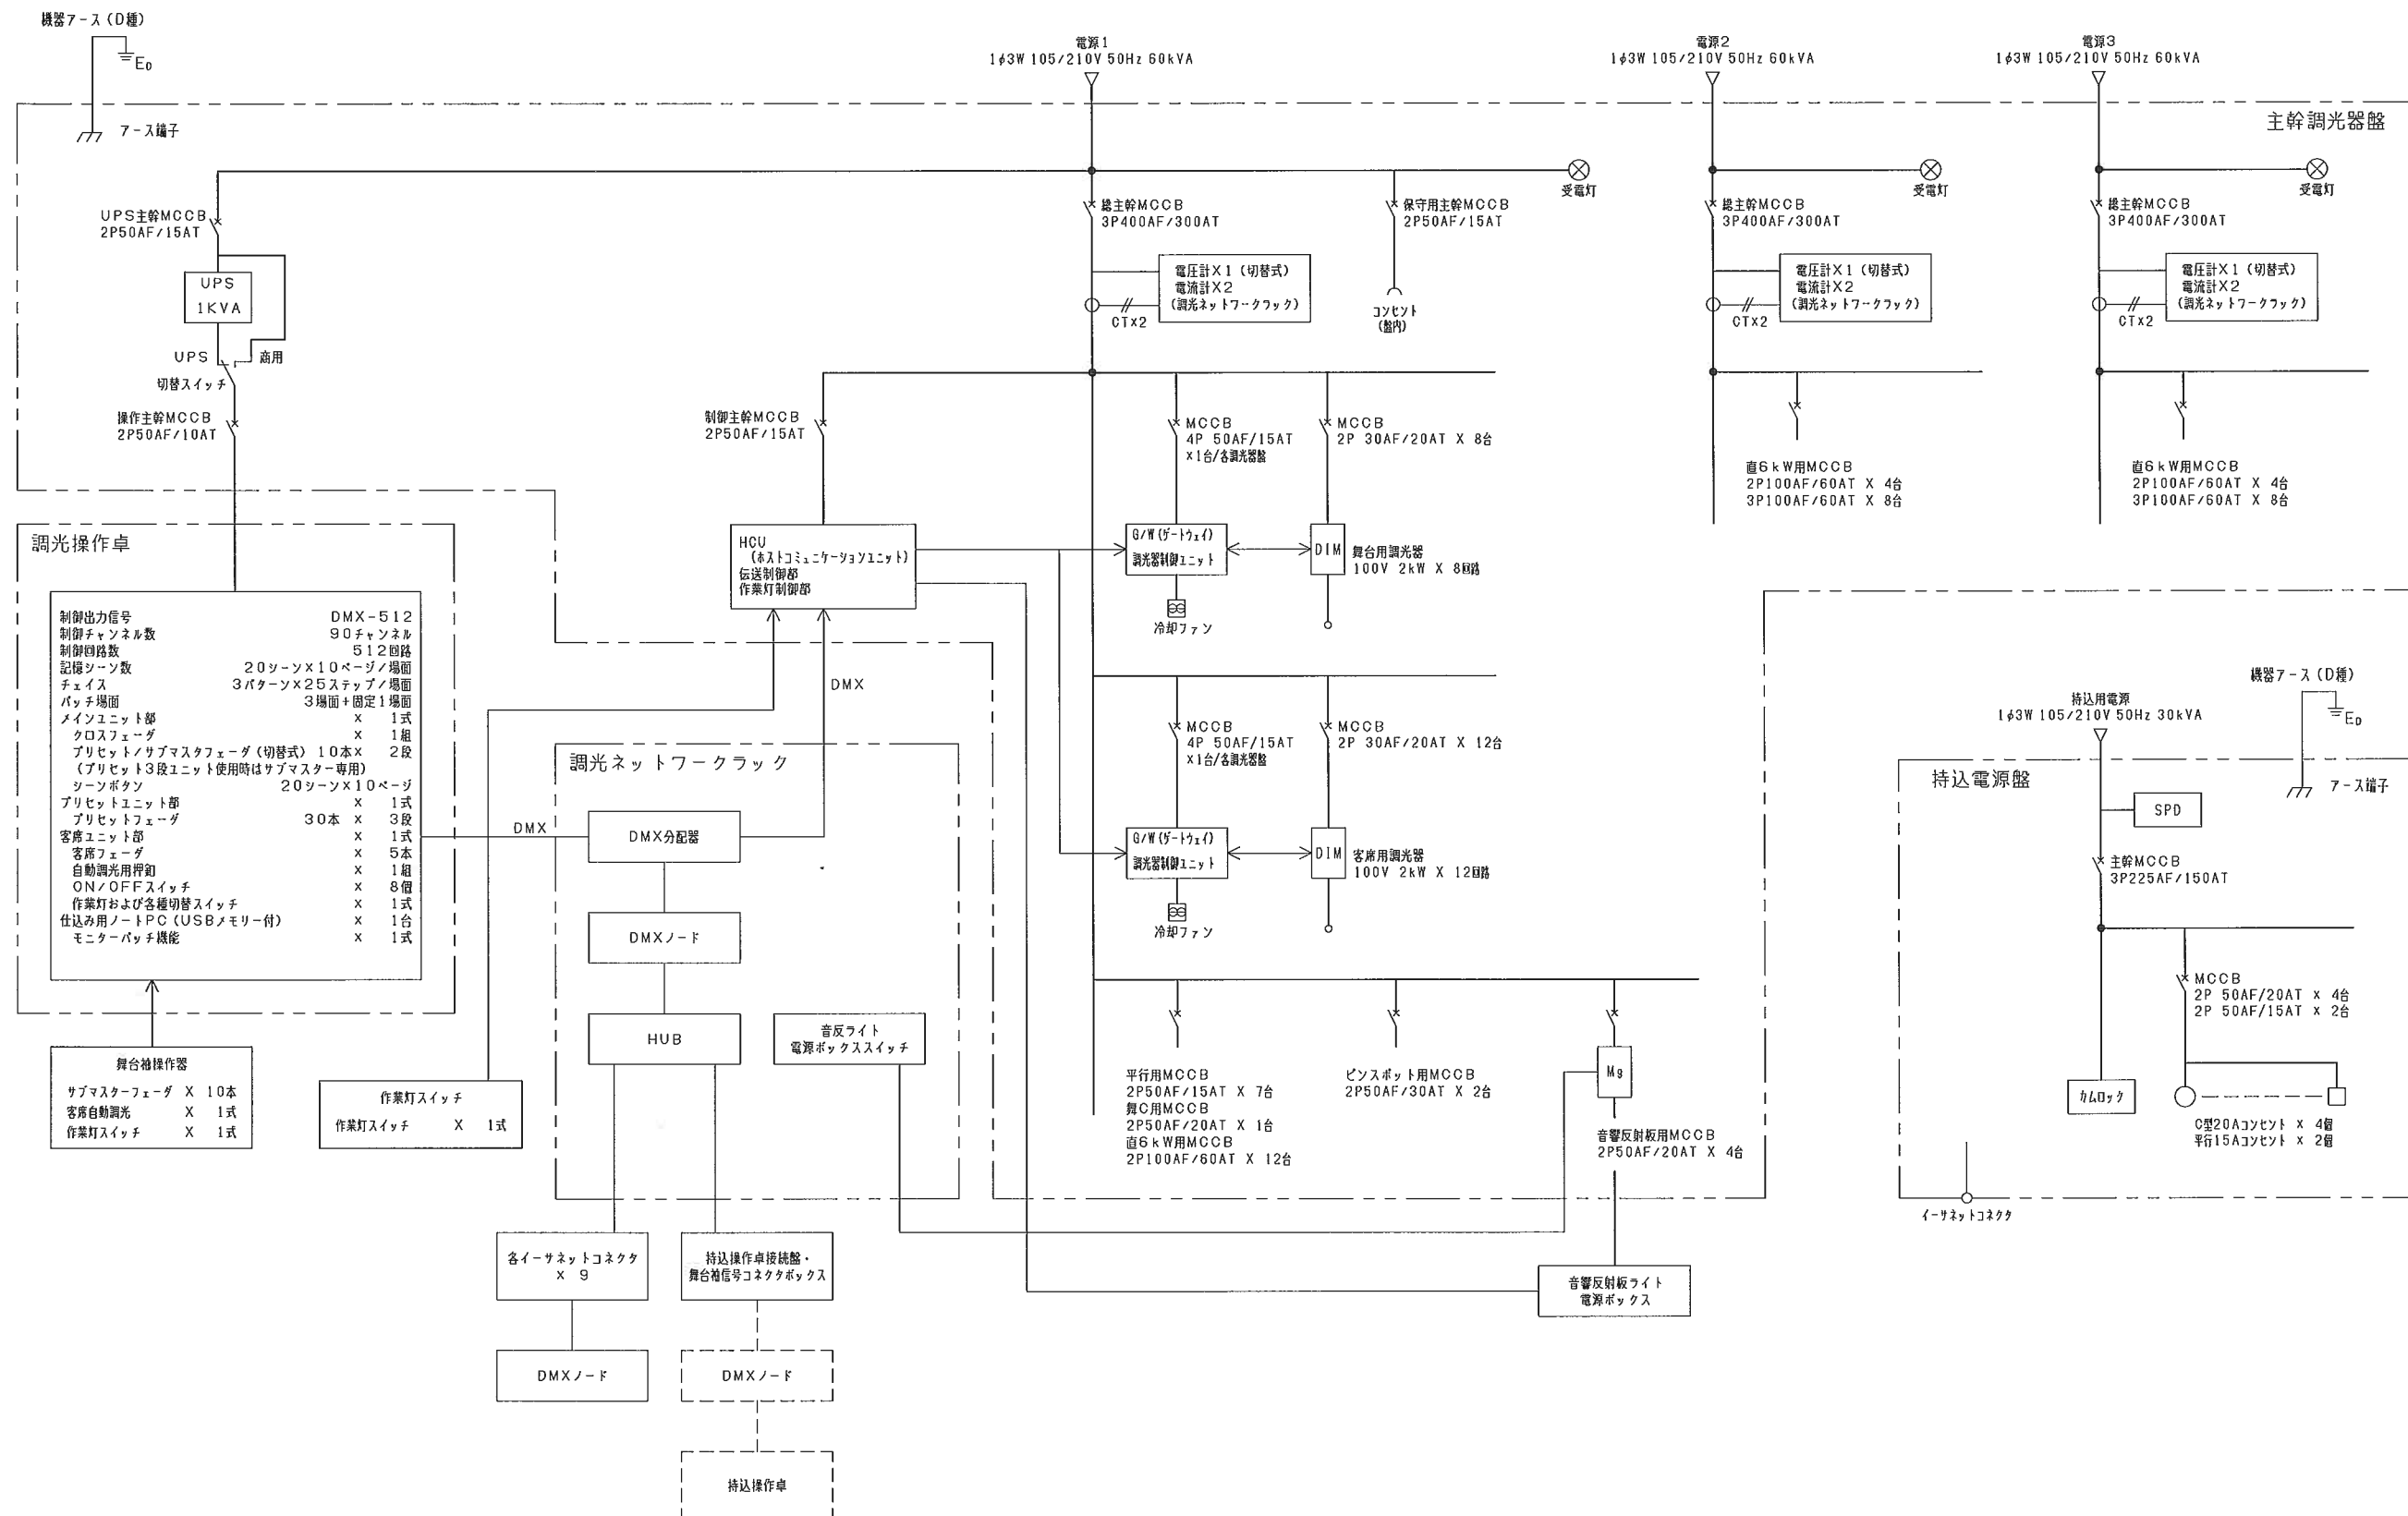 機器アース(D種)
ED
アース端子
電源1
1φ3W 105/210V 50Hz 60kVA
電源2
1φ3W 105/210V 50Hz 60kVA
電源3
1φ3W 105/210V 50Hz 60kVA
主幹調光器盤
受電灯
受電灯
受電灯
UPS主幹MCCB
2P50AF/15AT
UPS
1KVA
UPS
商用
切替スイッチ
操作主幹MCCB
2P50AF/10AT
総主幹MCCB
3P400AF/300AT
保守用主幹MCCB
2P50AF/15AT
電圧計X1(切替式)
電流計X2
(調光ネットワークラック)
CTX2
コンセント
(盤内)
総主幹MCCB
3P400AF/300AT
電圧計X1(切替式)
電流計X2
(調光ネットワークラック)
CTX2
総主幹MCCB
3P400AF/300AT
電圧計X1(切替式)
電流計X2
(調光ネットワークラック)
CTX2
制御主幹MCCB
2P50AF/15AT
MCCB
4P 50AF/15AT
X1台/各調光器盤
MCCB
2P 30AF/20AT X 8台
直6kW用MCCB
2P100AF/60AT X 4台
3P100AF/60AT X 8台
直6kW用MCCB
2P100AF/60AT X 4台
3P100AF/60AT X 8台
HCU
(ホストコミュニケーションユニット)
伝送制御部
作業灯制御部
G/W(ゲートウェイ)
調光器制御ユニット
DIM
舞台用調光器
100V 2kW X 8回路
冷却ファン
調光操作卓
制御出力信号 DMX-512
制御チャンネル数 90チャンネル
制御回路数 512回路
記憶シーン数 20シーンX10ページ/場面
チェイス 3パターンX25ステップ/場面
パッチ場面 3場面+固定1場面
メインユニット部 X 1式
クロスフェーダ X 1組
プリセット/サブマスタフェーダ(切替式) 10本X 2段
(プリセット3段ユニット使用時はサブマスター専用)
シーンボタン 20シーンX10ページ
プリセットユニット部 X 1式
プリセットフェーダ 30本 X 3段
客席ユニット部 X 1式
客席フェーダ X 5本
自動調光用押釦 X 1組
ON/OFFスイッチ X 8個
作業灯および各種切替スイッチ X 1式
仕込み用ノートPC(USBメモリー付) X 1台
モニターパッチ機能 X 1式
DMX
DMX
調光ネットワークラック
DMX分配器
DMXノード
HUB
音反ライト
電源ボックススイッチ
MCCB
4P 50AF/15AT
X1台/各調光器盤
MCCB
2P 30AF/20AT X 12台
G/W(ゲートウェイ)
調光器制御ユニット
DIM
客席用調光器
100V 2kW X 12回路
冷却ファン
機器アース(D種)
ED
持込用電源
1φ3W 105/210V 50Hz 30kVA
持込電源盤
アース端子
SPD
主幹MCCB
3P225AF/150AT
MCCB
2P 50AF/20AT X 4台
2P 50AF/15AT X 2台
カムロック
C型20Aコンセント X 4個
平行15Aコンセント X 2個
イーサネットコネクタ
舞台袖操作器
サブマスターフェーダ X 10本
客席自動調光 X 1式
作業灯スイッチ X 1式
作業灯スイッチ
作業灯スイッチ X 1式
平行用MCCB
2P50AF/15AT X 7台
舞C用MCCB
2P50AF/20AT X 1台
直6kW用MCCB
2P100AF/60AT X 12台
ピンスポット用MCCB
2P50AF/30AT X 2台
Mg
音響反射板用MCCB
2P50AF/20AT X 4台
各イーサネットコネクタ
X 9
持込操作卓接続盤・
舞台袖信号コネクタボックス
音響反射板ライト
電源ボックス
DMXノード
DMXノード
持込操作卓